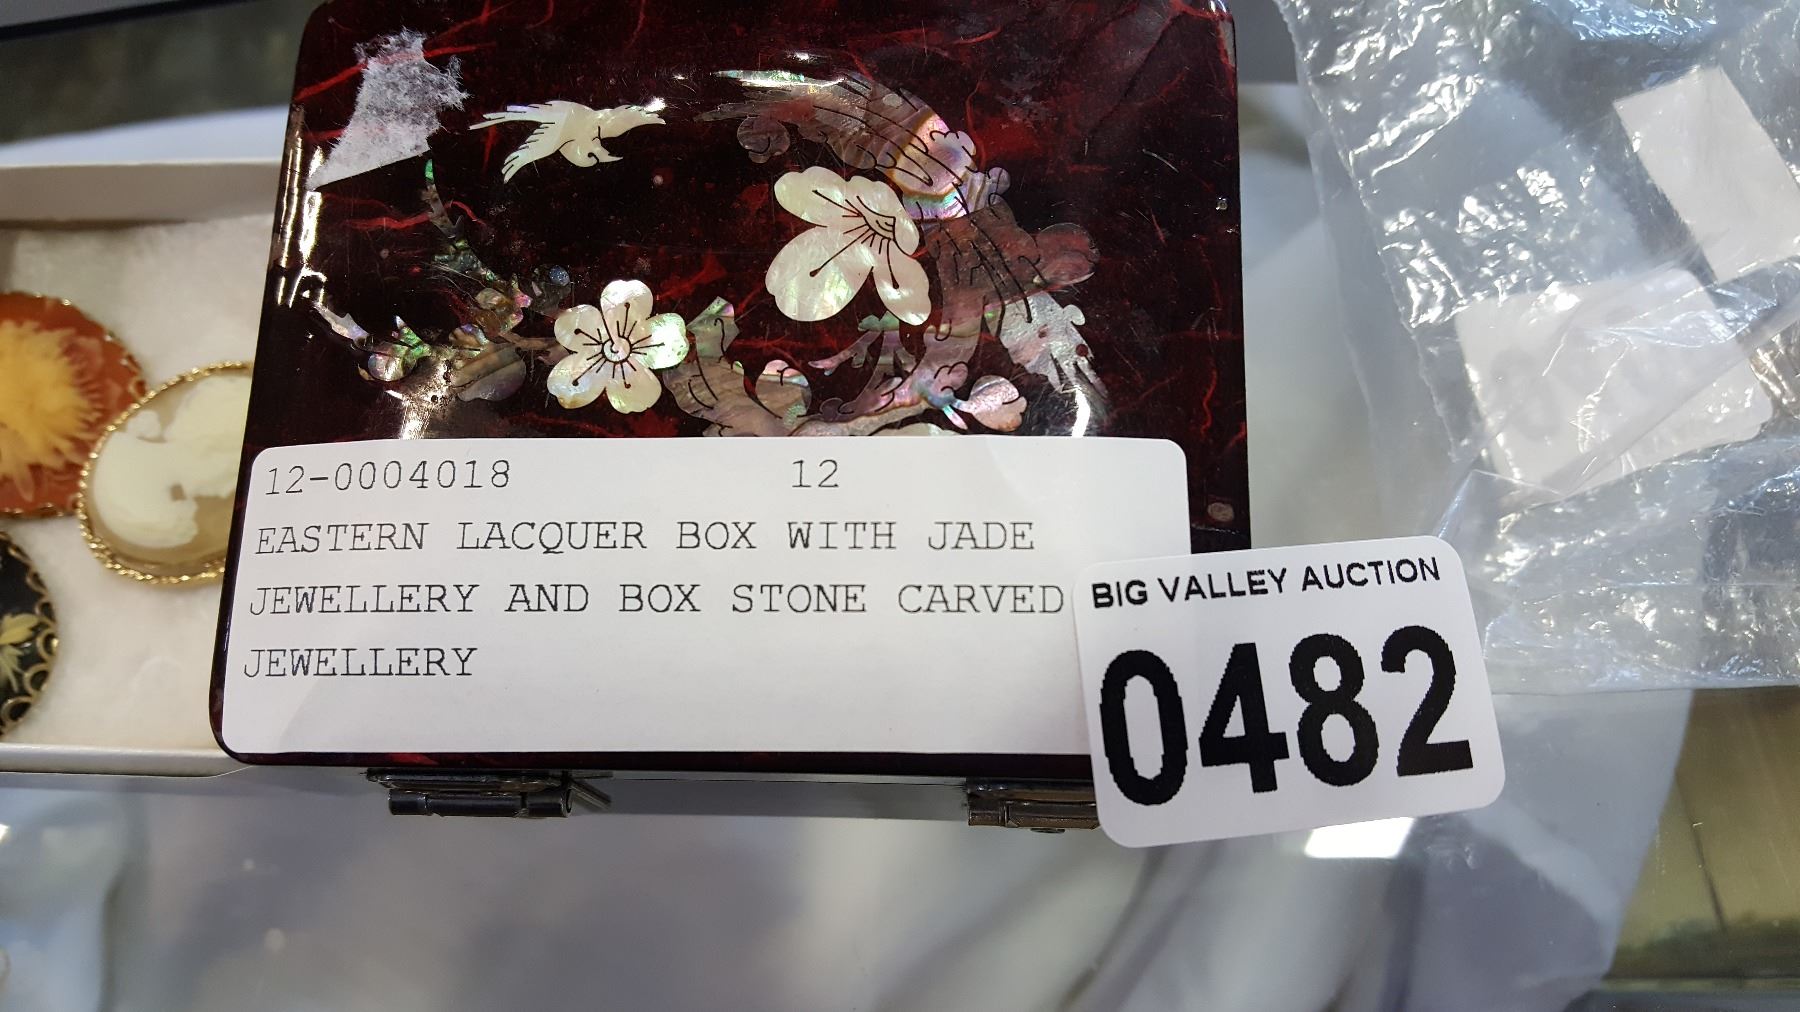 12-0004018 12
EASTERN LACQUER BOX WITH JADE
JEWELLERY AND BOX STONE CARVED
JEWELLERY
BIG VALLEY AUCTION
0482